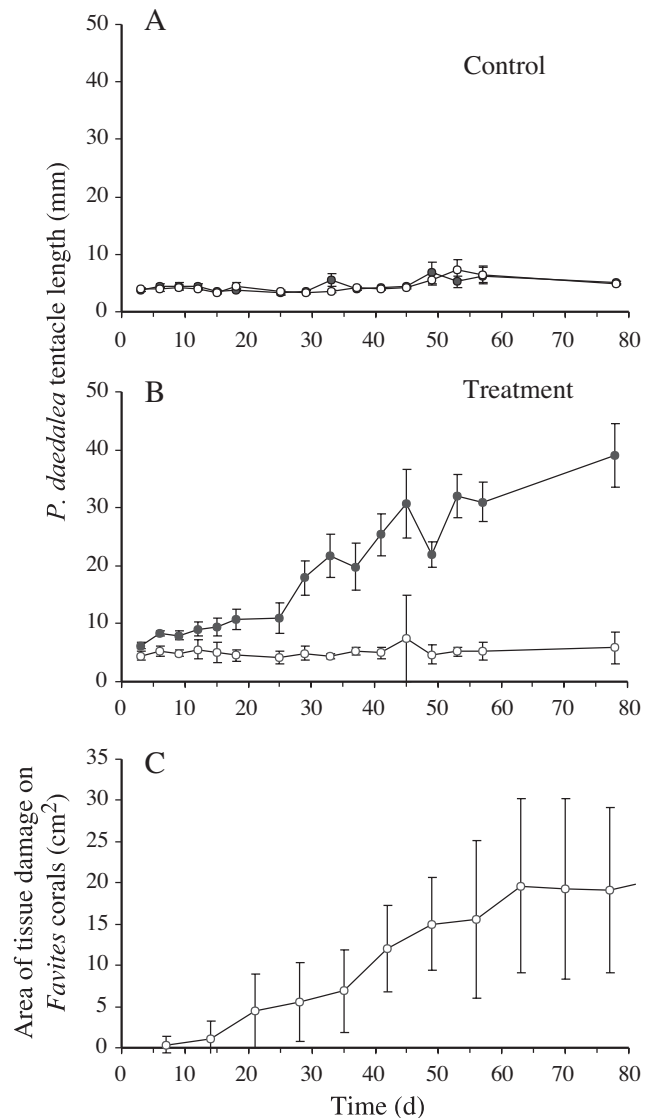 A
Control
50
40
30
20
10
0
0 10 20 30 40 50 60 70 80
P. daedalea tentacle length (mm)
B
Treatment
50
40
30
20
10
0
0 10 20 30 40 50 60 70 80
C
Area of tissue damage on
Favites corals (cm²)
35
30
25
20
15
10
5
0
0 10 20 30 40 50 60 70 80
Time (d)